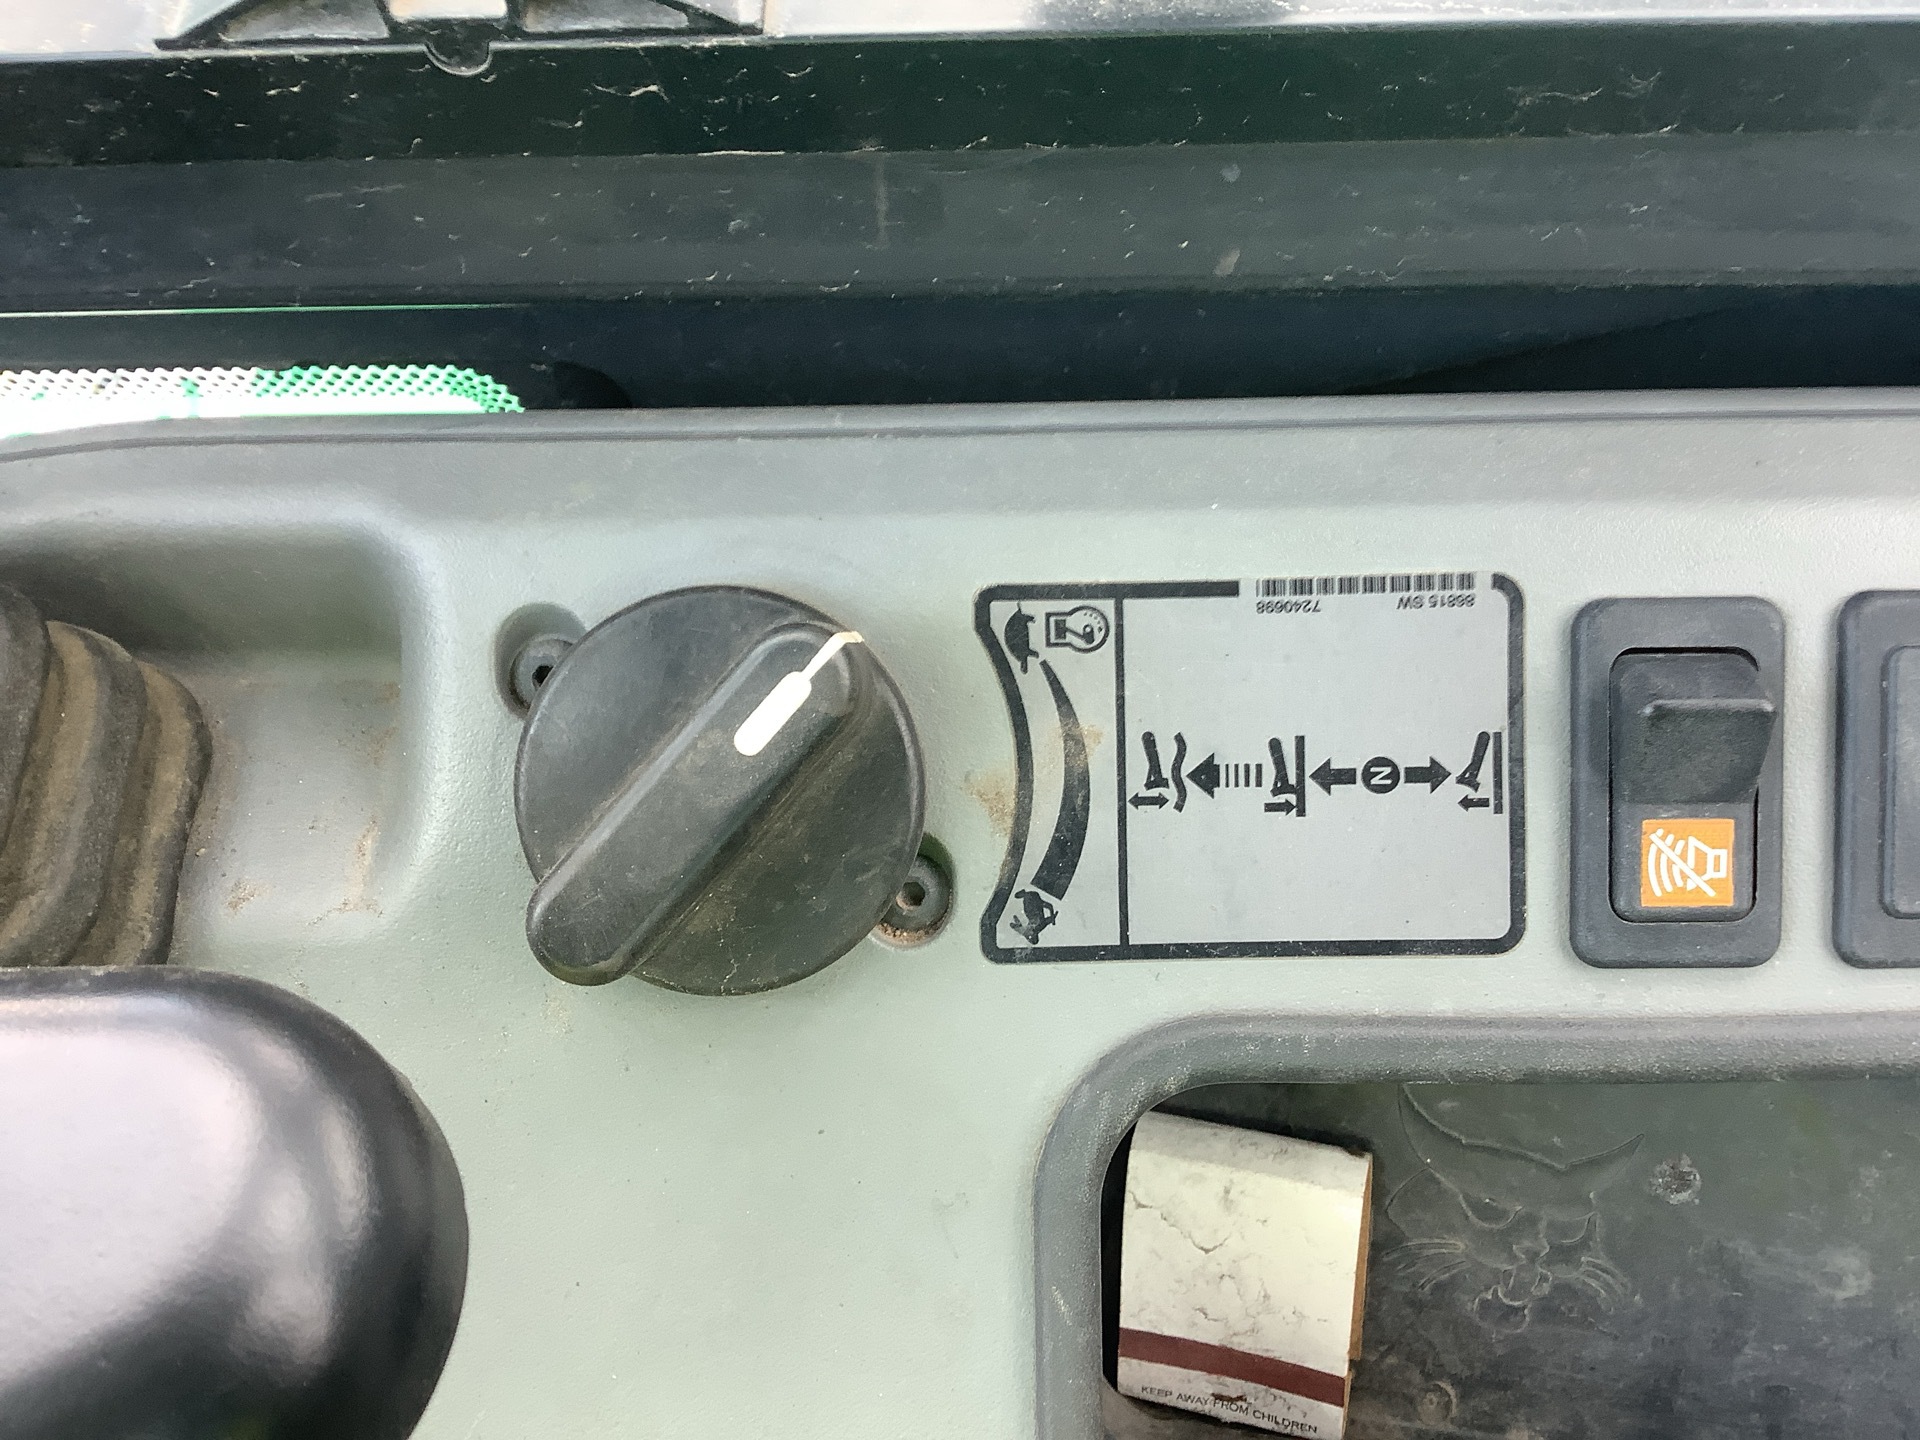 86815 SW 7240698
N
KEEP AWAY FROM CHILDREN